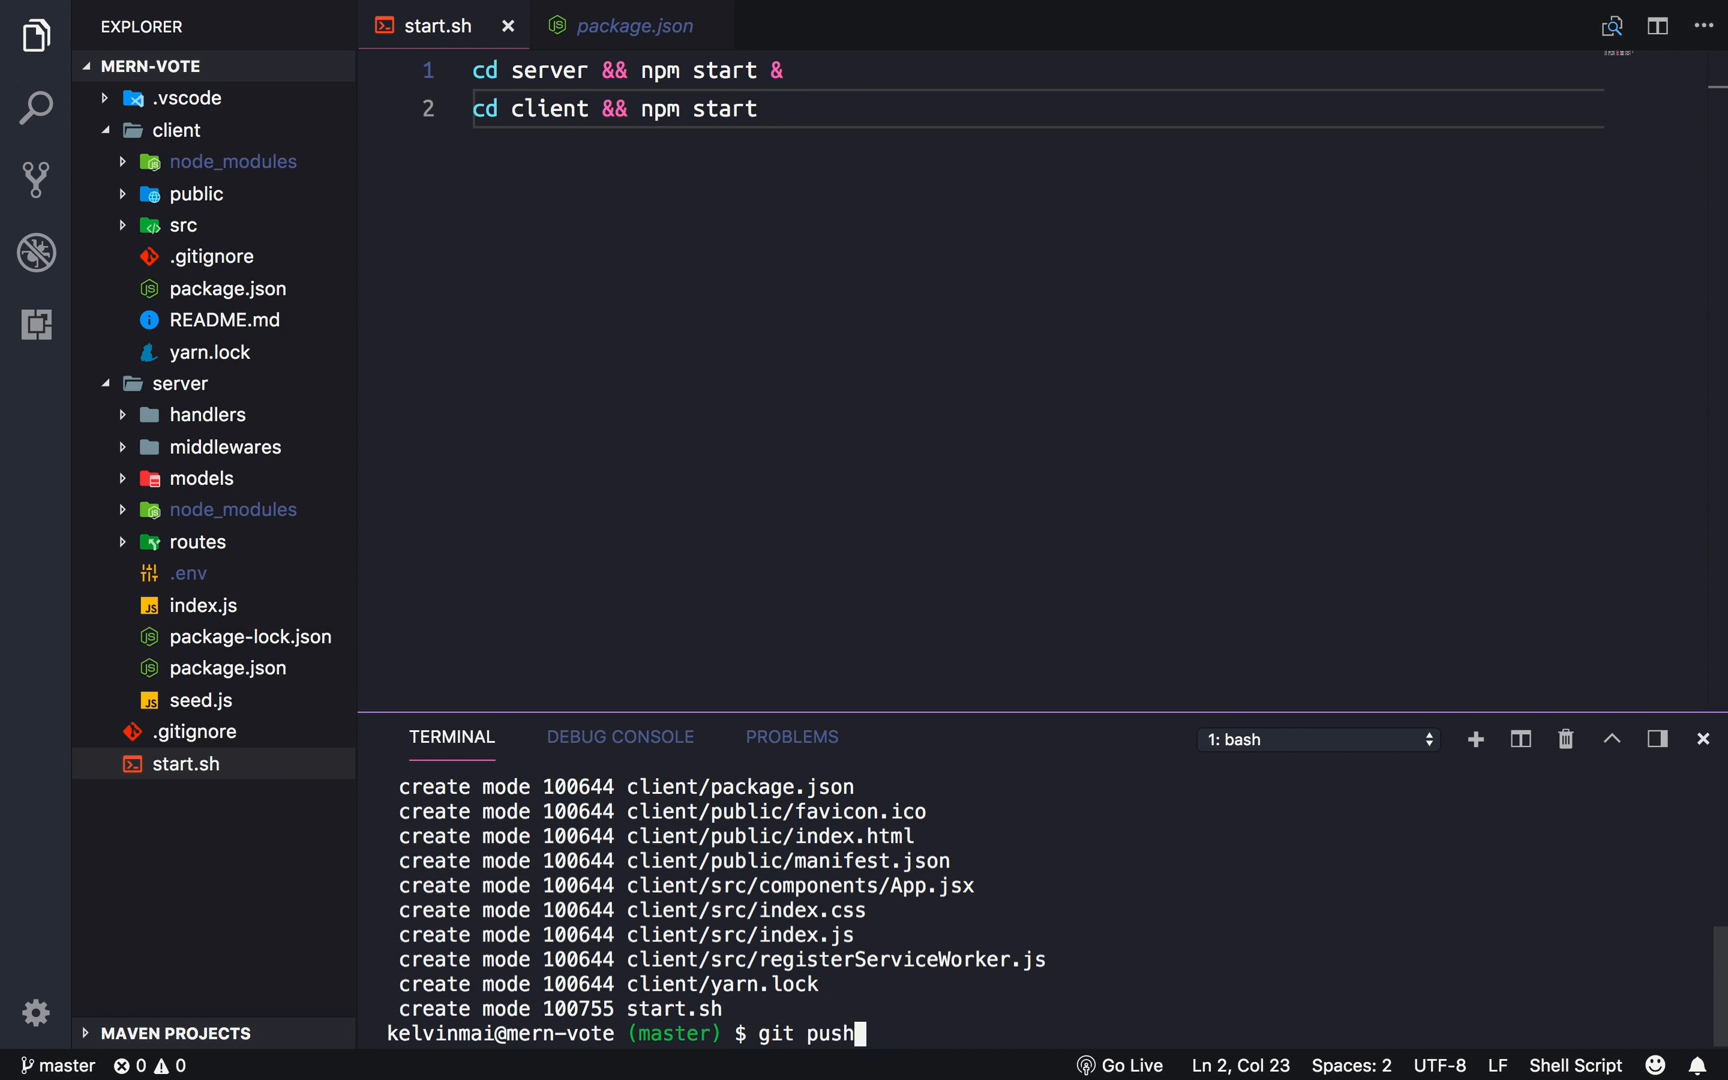 EXPLORER
MERN-VOTE
.vscode
client
node_modules
public
src
.gitignore
package.json
README.md
yarn.lock
server
handlers
middlewares
models
node_modules
routes
.env
index.js
package-lock.json
package.json
seed.js
.gitignore
start.sh
MAVEN PROJECTS
start.sh
package.json
1 cd server && npm start &
2 cd client && npm start
TERMINAL DEBUG CONSOLE PROBLEMS 1: bash
create mode 100644 client/package.json
create mode 100644 client/public/favicon.ico
create mode 100644 client/public/index.html
create mode 100644 client/public/manifest.json
create mode 100644 client/src/components/App.jsx
create mode 100644 client/src/index.css
create mode 100644 client/src/index.js
create mode 100644 client/src/registerServiceWorker.js
create mode 100644 client/yarn.lock
create mode 100755 start.sh
kelvinmai@mern-vote (master) $ git push
master 0 0 Go Live Ln 2, Col 23 Spaces: 2 UTF-8 LF Shell Script